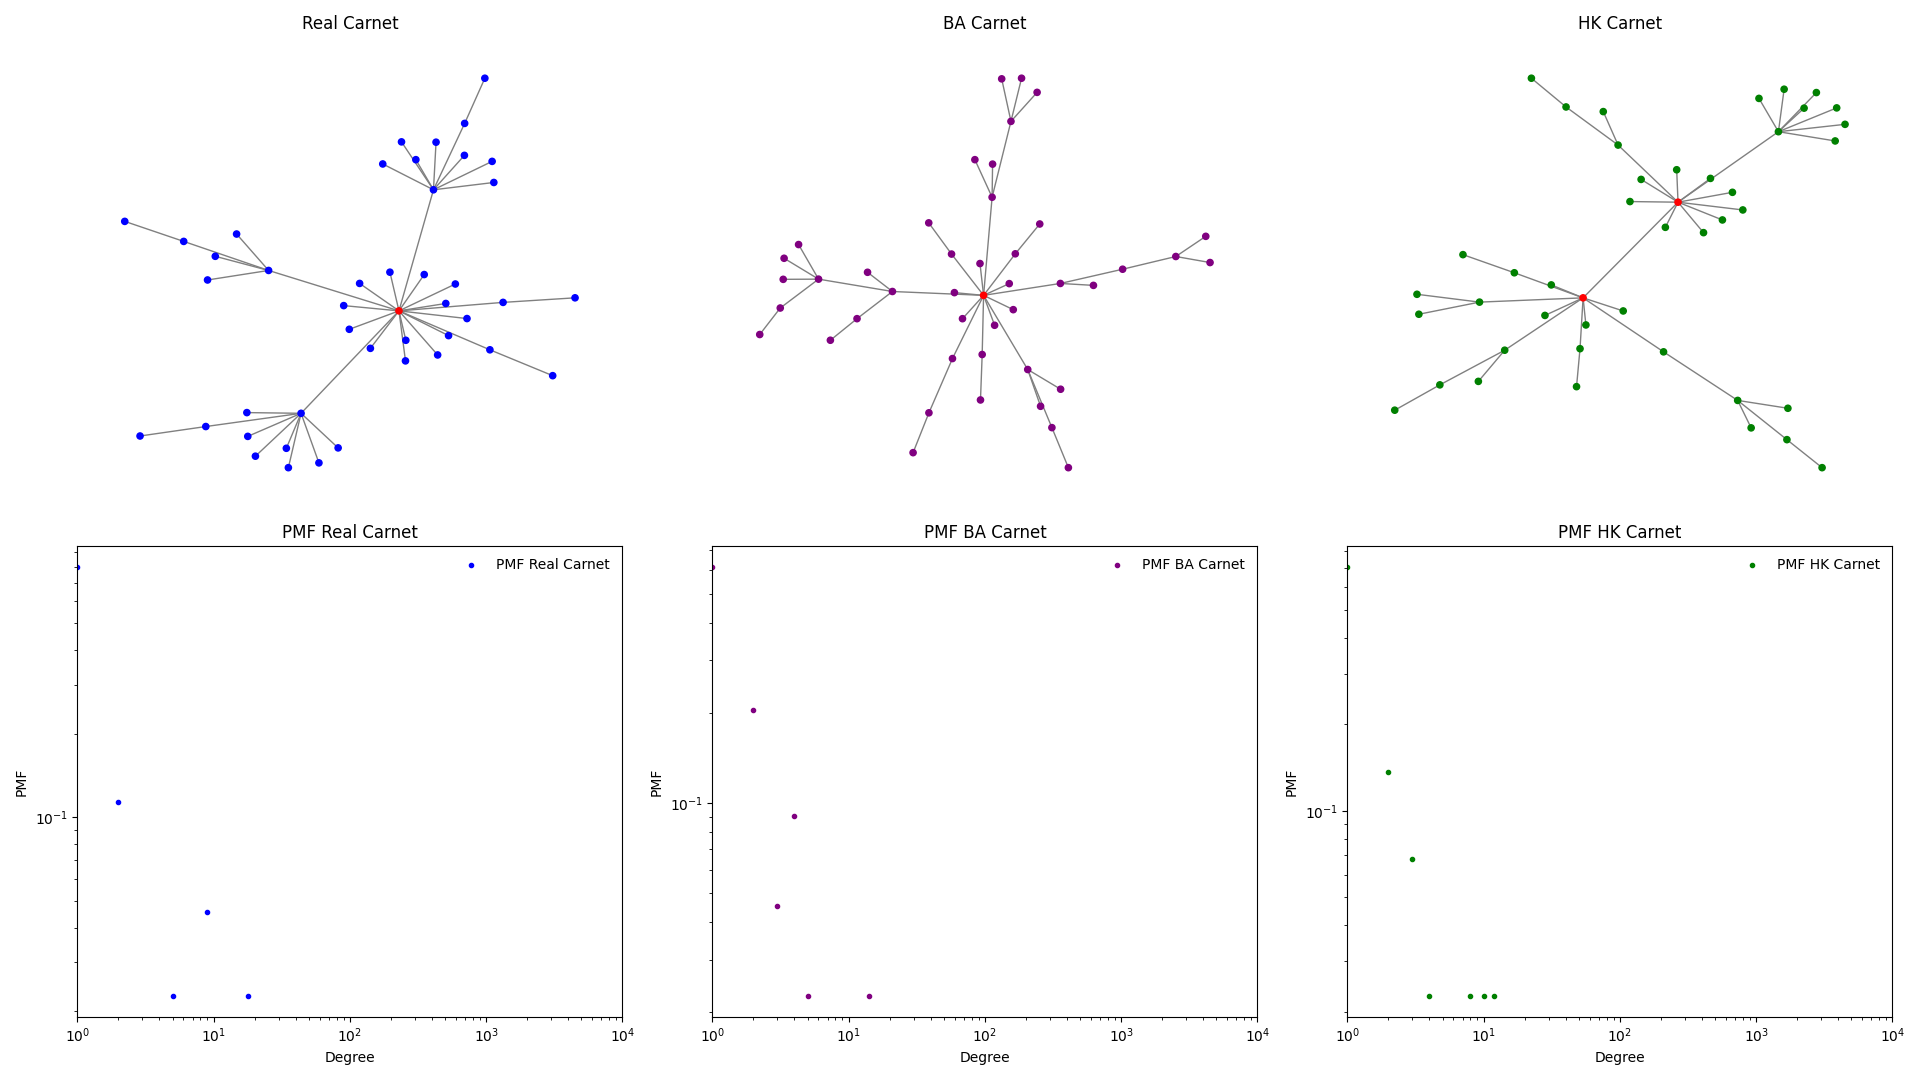 Real Carnet
BA Carnet
HK Carnet
PMF Real Carnet
PMF BA Carnet
PMF HK Carnet
PMF Real Carnet
PMF BA Carnet
PMF HK Carnet
PMF
10⁻¹
10⁰ 10¹ 10² 10³ 10⁴
Degree
PMF
10⁻¹
10⁰ 10¹ 10² 10³ 10⁴
Degree
PMF
10⁻¹
10⁰ 10¹ 10² 10³ 10⁴
Degree